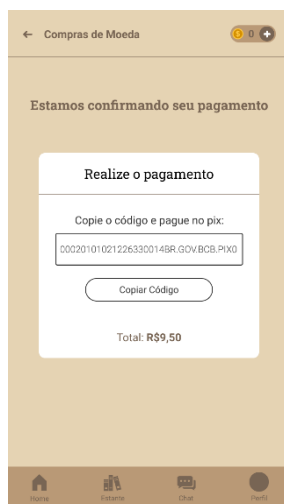 Compras de Moeda
0
Estamos confirmando seu pagamento
Realize o pagamento
Copie o código e pague no pix:
00020101021226330014BR.GOV.BCB.PIX0
Copiar Código
Total: R$9,50
Home
Estante
Chat
Perfil